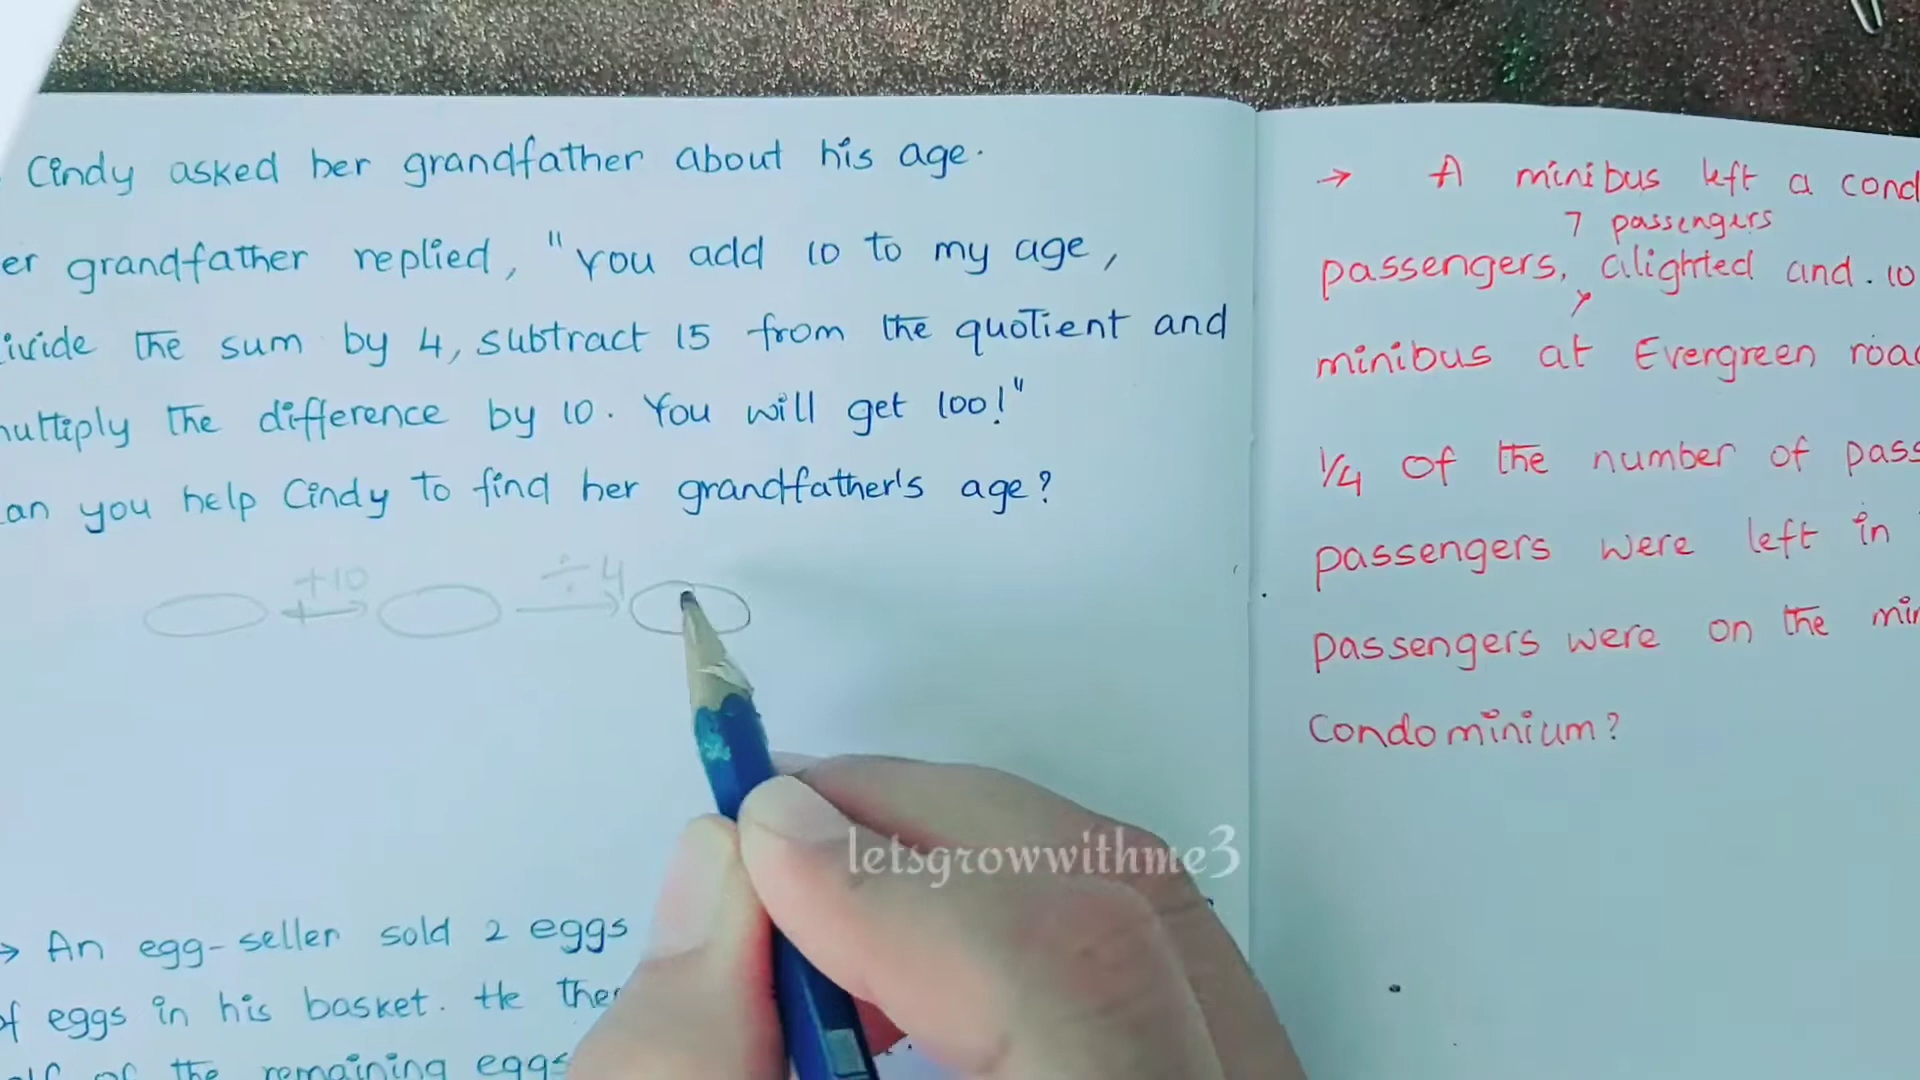 Cindy asked her grandfather about his age.
er grandfather replied, "You add 10 to my age,
ivide the sum by 4, subtract 15 from the quotient and
ultiply the difference by 10. You will get 100!"
an you help Cindy to find her grandfather's age?
+10 ÷4
→ An egg-seller sold 2 eggs
of eggs in his basket. He then
of the remaining eggs
→ A minibus left a cond
7 passengers
passengers, alighted and. 10
minibus at Evergreen road
1/4 of the number of pass
passengers were left in
passengers were on the min
Condominium?
letsgrowwithme3